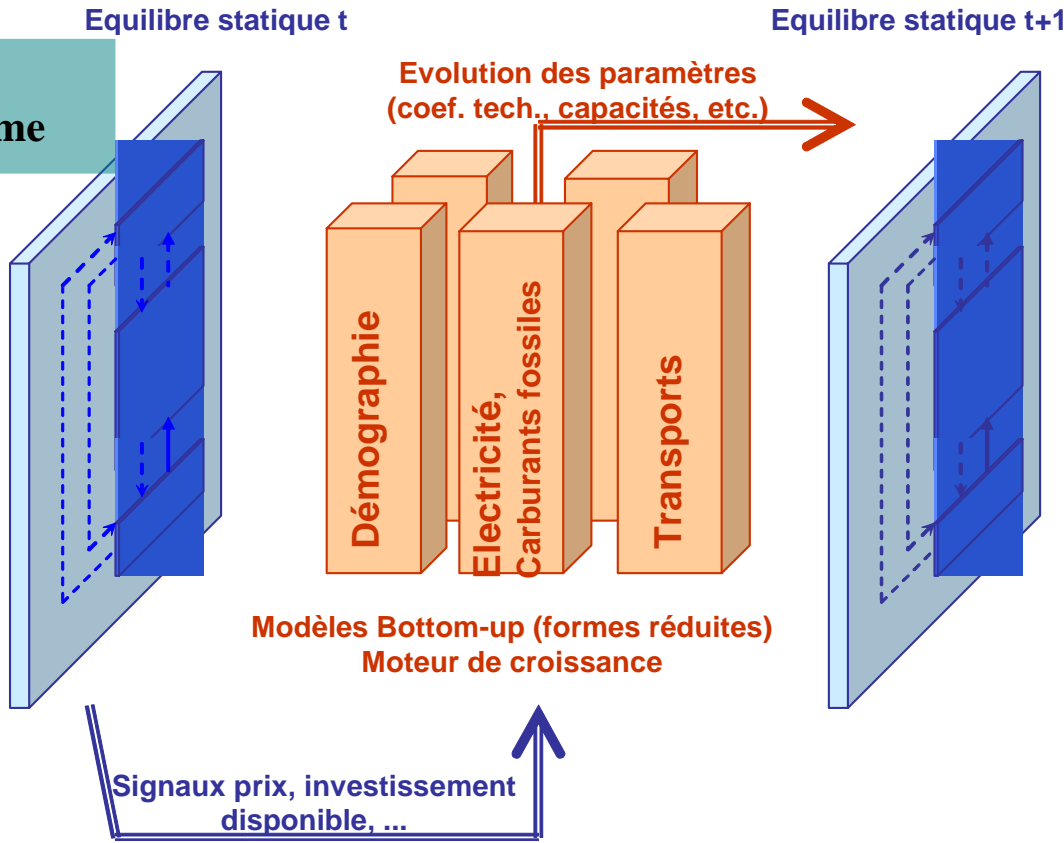 Equilibre statique t
Equilibre statique t+1
me
Evolution des paramètres
(coef. tech., capacités, etc.)
Démographie
Electricité,
Carburants fossiles
Transports
Modèles Bottom-up (formes réduites)
Moteur de croissance
Signaux prix, investissement
disponible, ...